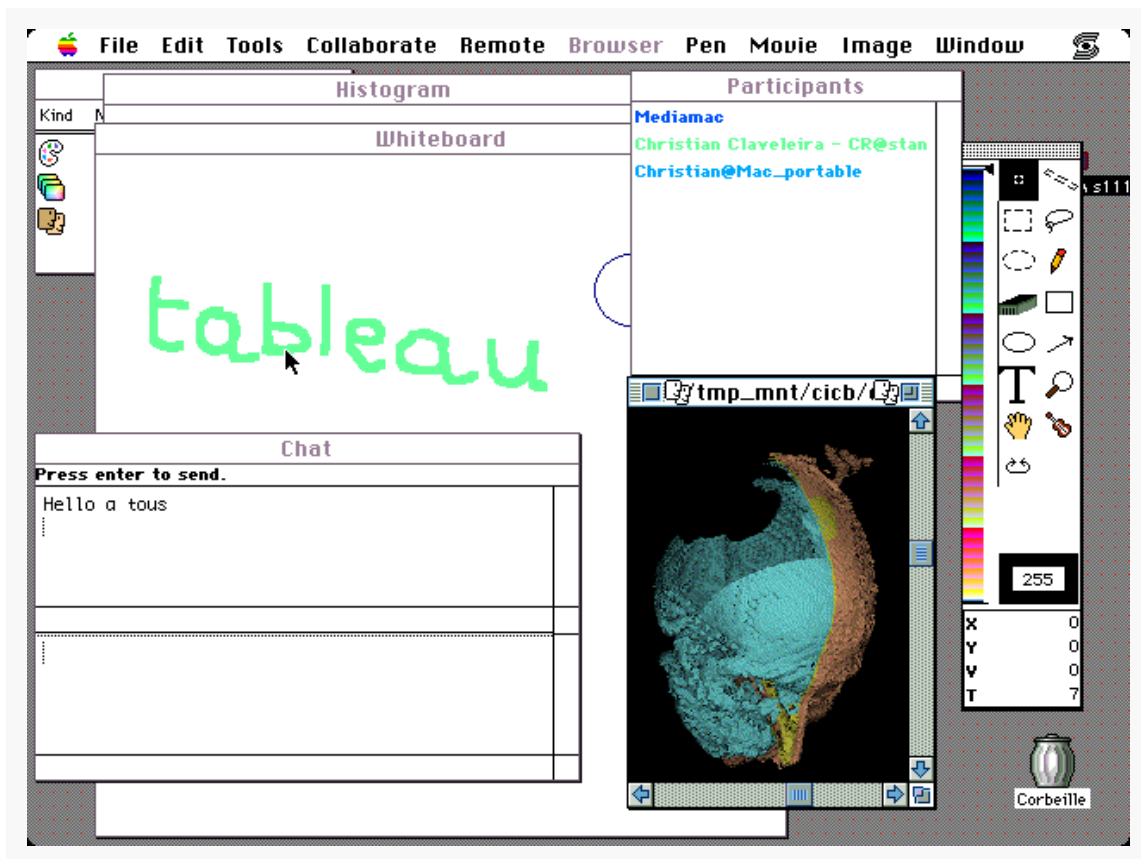 File Edit Tools Collaborate Remote Browser Pen Movie Image Window
Histogram
Participants
Kind
Whiteboard
Mediamac
Christian Claveleira - CR@stan
Christian@Mac_portable
s111
tableau
/tmp_mnt/cicb/
Chat
Press enter to send.
Hello a tous
T
255
X 0
Y 0
V 0
T 7
Corbeille